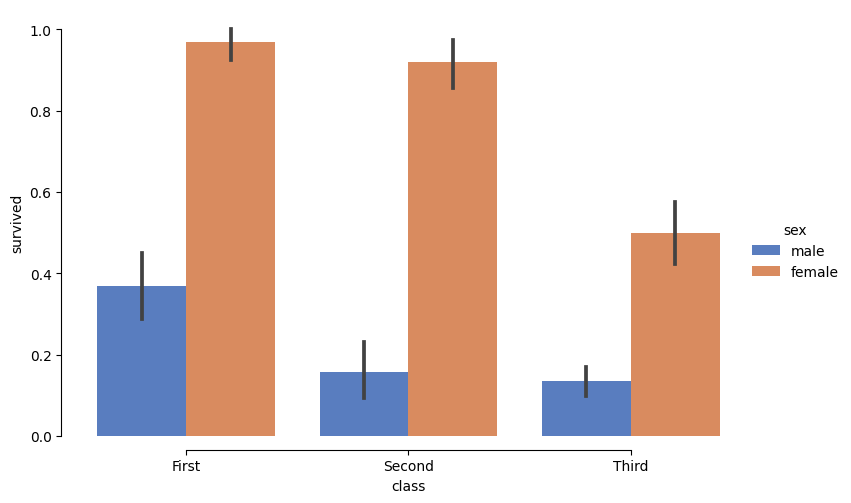 1.0
0.8
0.6
0.4
0.2
0.0
survived
First
Second
Third
class
sex
male
female